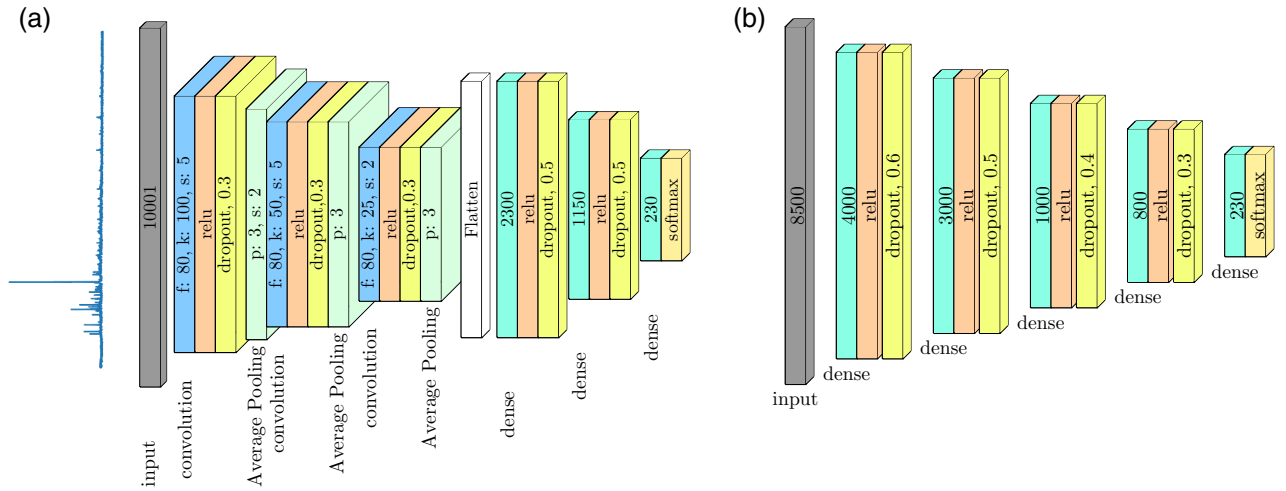 (a)
10001
input
f: 80, k: 100, s: 5
relu
dropout, 0.3
convolution
p: 3, s: 2
Average Pooling
f: 80, k: 50, s: 5
relu
dropout,0.3
convolution
p: 3
Average Pooling
f: 80, k: 25, s: 2
relu
dropout,0.3
convolution
p: 3
Average Pooling
Flatten
2300
relu
dropout, 0.5
dense
1150
relu
dropout, 0.5
dense
230
softmax
dense
(b)
8500
input
4000
relu
dropout, 0.6
dense
3000
relu
dropout, 0.5
dense
1000
relu
dropout, 0.4
dense
800
relu
dropout, 0.3
dense
230
softmax
dense